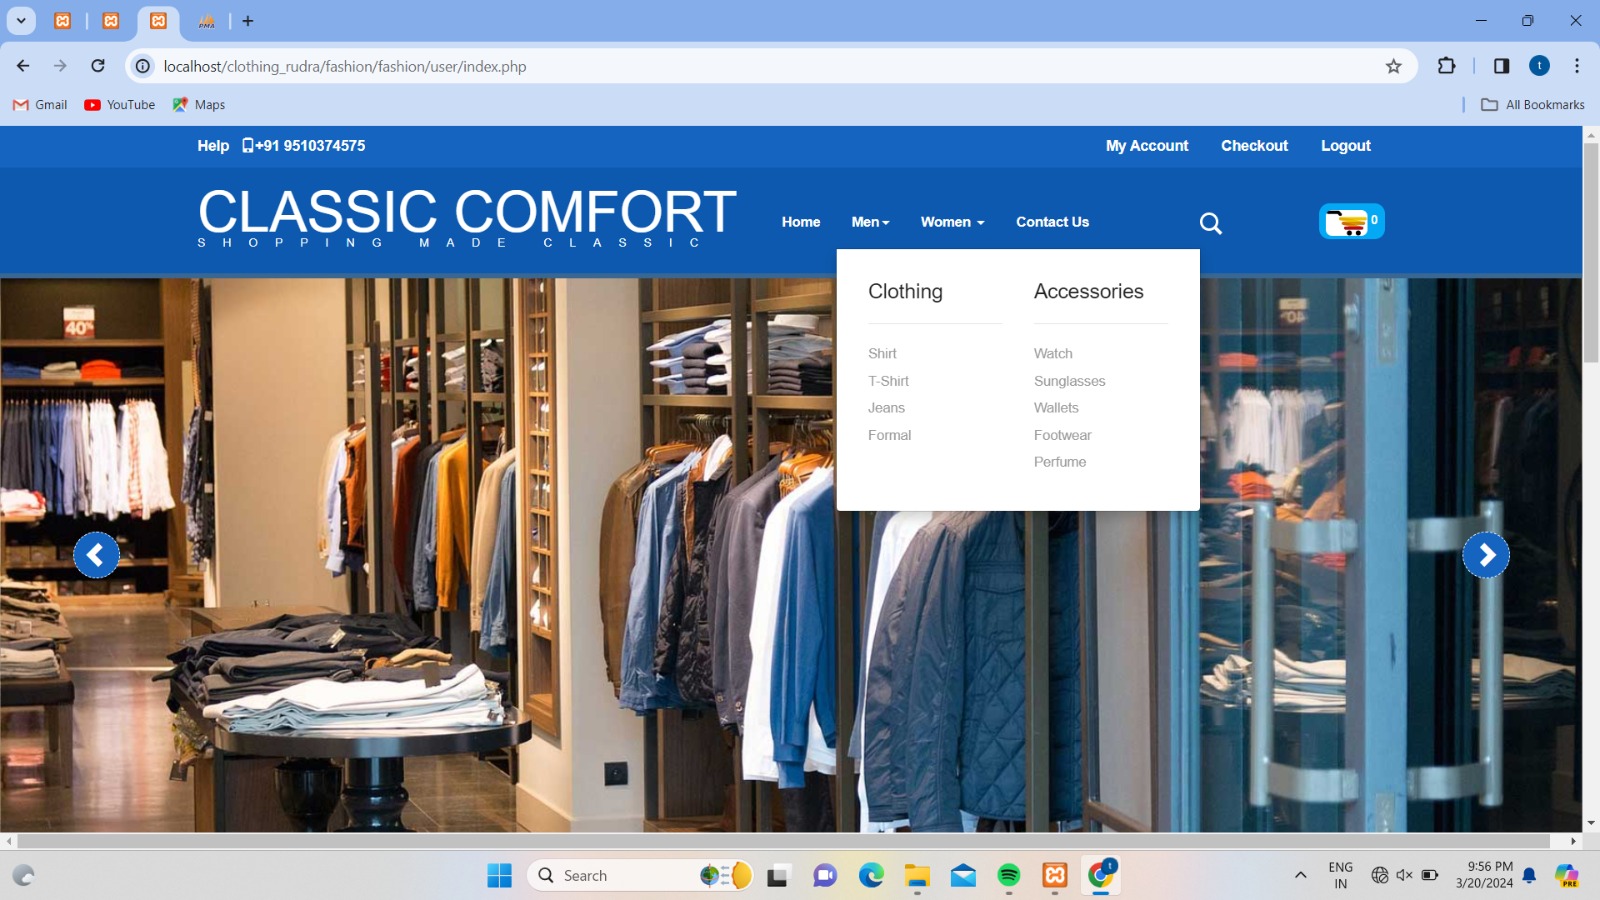 localhost/clothing_rudra/fashion/fashion/user/index.php
Gmail YouTube Maps All Bookmarks
Help +91 9510374575 My Account Checkout Logout
CLASSIC COMFORT
SHOPPING MADE CLASSIC
Home Men Women Contact Us 0
Clothing Accessories
Shirt Watch
T-Shirt Sunglasses
Jeans Wallets
Formal Footwear
Perfume
40%
Search
ENG
IN
9:56 PM
3/20/2024
t
t
PMA
PRE